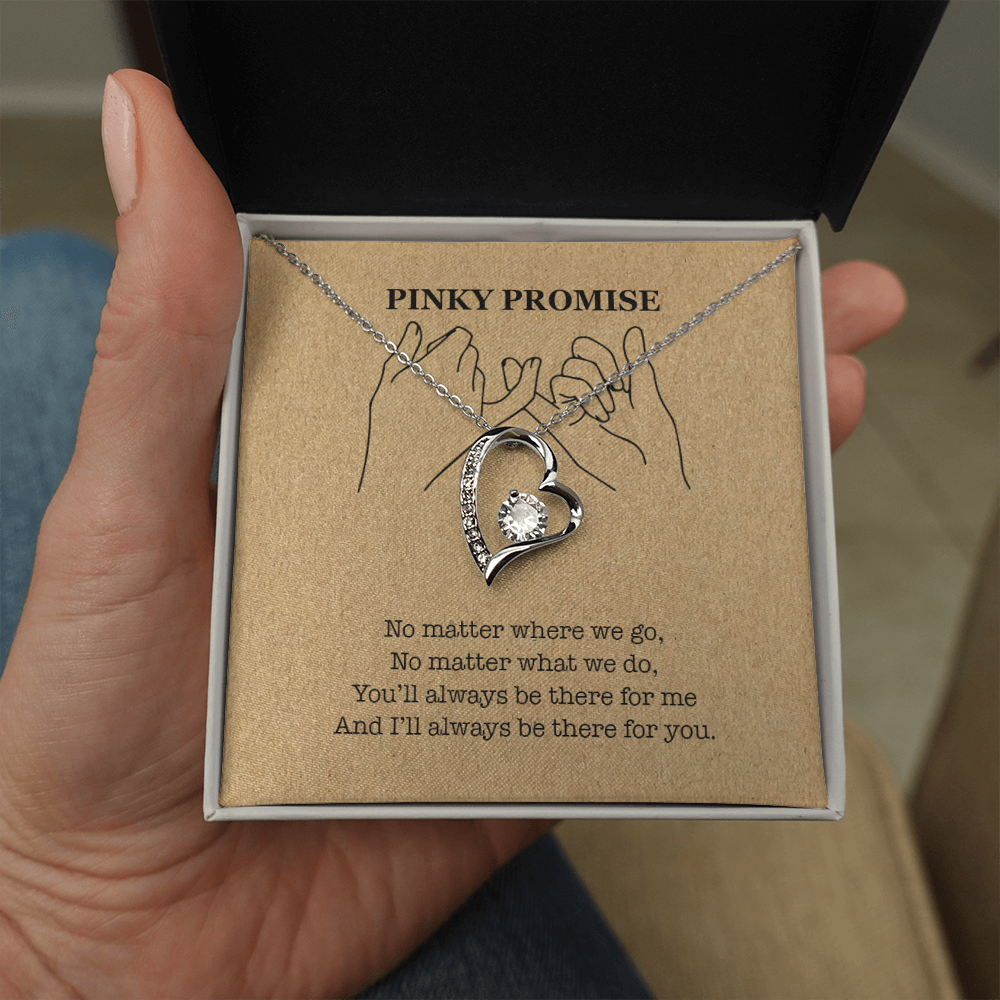 PINKY PROMISE
No matter where we go,
No matter what we do,
You’ll always be there for me
And I’ll always be there for you.